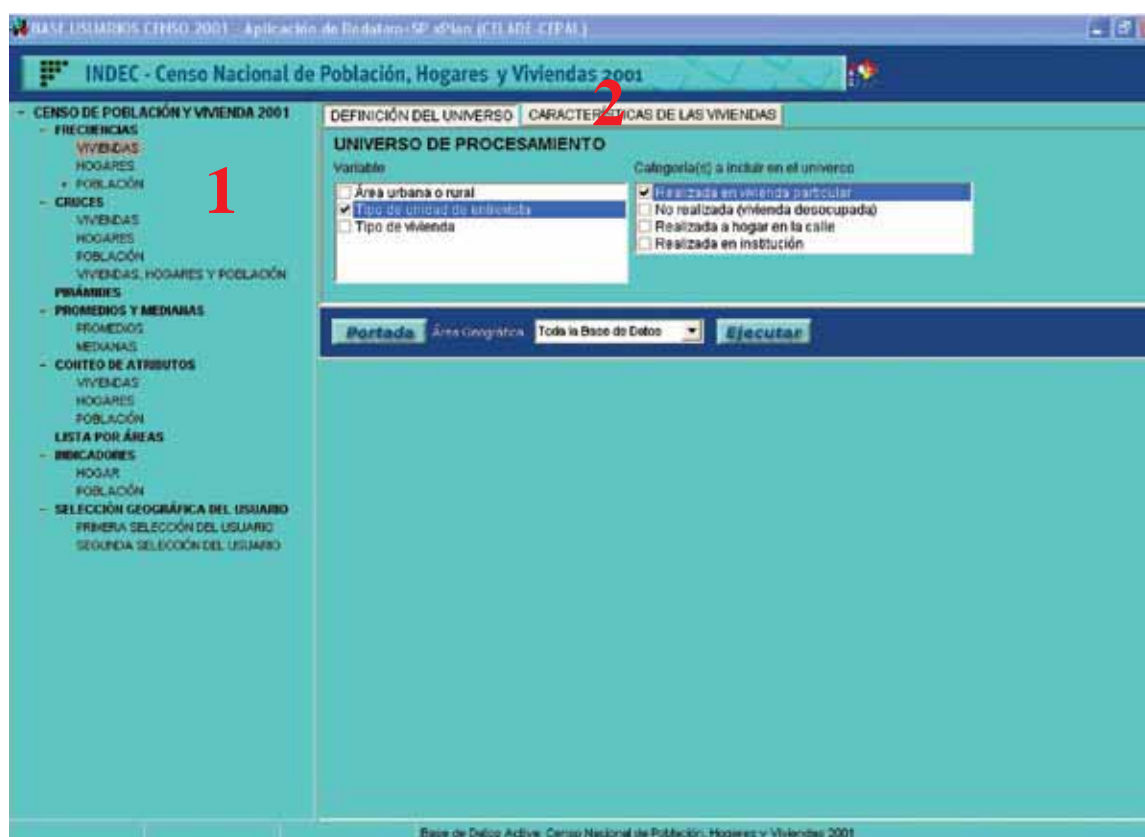 BASE USUARIOS CENSO 2001 - Aplicación de Redatam+SP xPlan (CELADE-CEPAL)
INDEC - Censo Nacional de Población, Hogares y Viviendas 2001
- CENSO DE POBLACIÓN Y VIVIENDA 2001
- FRECUENCIAS
VIVIENDAS
HOGARES
POBLACIÓN
- CRUCES
VIVIENDAS
HOGARES
POBLACIÓN
VIVIENDAS, HOGARES Y POBLACIÓN
PIRÁMIDES
- PROMEDIOS Y MEDIANAS
PROMEDIOS
MEDIANAS
- CONTEO DE ATRIBUTOS
VIVIENDAS
HOGARES
POBLACIÓN
LISTA POR ÁREAS
- INDICADORES
HOGAR
POBLACIÓN
- SELECCIÓN GEOGRÁFICA DEL USUARIO
PRIMERA SELECCIÓN DEL USUARIO
SEGUNDA SELECCIÓN DEL USUARIO
1
DEFINICIÓN DEL UNIVERSO CARACTERÍSTICAS DE LAS VIVIENDAS
2
UNIVERSO DE PROCESAMIENTO
Variable
Área urbana o rural
Tipo de unidad de entrevista
Tipo de vivienda
Categoría(s) a incluir en el universo
Realizada en vivienda particular
No realizada (vivienda desocupada)
Realizada a hogar en la calle
Realizada en institución
Portada Área Geográfica Toda la Base de Datos Ejecutar
Base de Datos Activa: Censo Nacional de Población, Hogares y Viviendas 2001